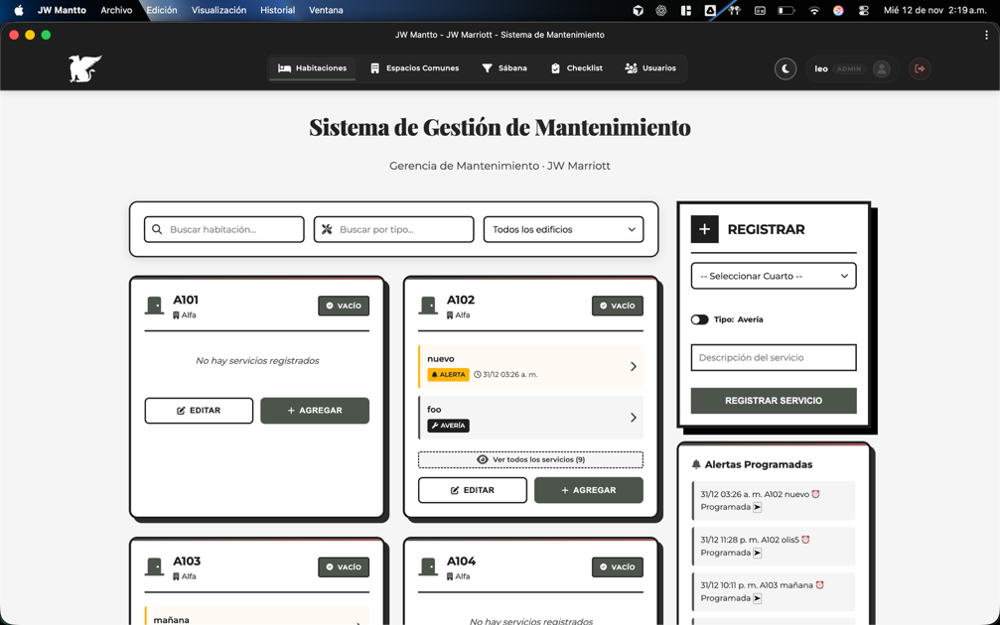 JW Mantto Archivo Edición Visualización Historial Ventana
Mié 12 de nov 2:19 a.m.
JW Mantto - JW Marriott - Sistema de Mantenimiento
Habitaciones Espacios Comunes Sábana Checklist Usuarios
leo ADMIN
Sistema de Gestión de Mantenimiento
Gerencia de Mantenimiento · JW Marriott
Buscar habitación...
Buscar por tipo...
Todos los edificios
A101
Alfa
VACÍO
No hay servicios registrados
EDITAR
+ AGREGAR
A102
Alfa
VACÍO
nuevo
ALERTA 31/12 03:26 a. m.
foo
AVERÍA
Ver todos los servicios (9)
EDITAR
+ AGREGAR
A103
Alfa
VACÍO
mañana
A104
Alfa
VACÍO
No hay servicios registrados
+ REGISTRAR
-- Seleccionar Cuarto --
Tipo: Avería
Descripción del servicio
REGISTRAR SERVICIO
Alertas Programadas
31/12 03:26 a. m. A102 nuevo
Programada
31/12 11:28 p. m. A102 olis5
Programada
31/12 10:11 p. m. A103 mañana
Programada